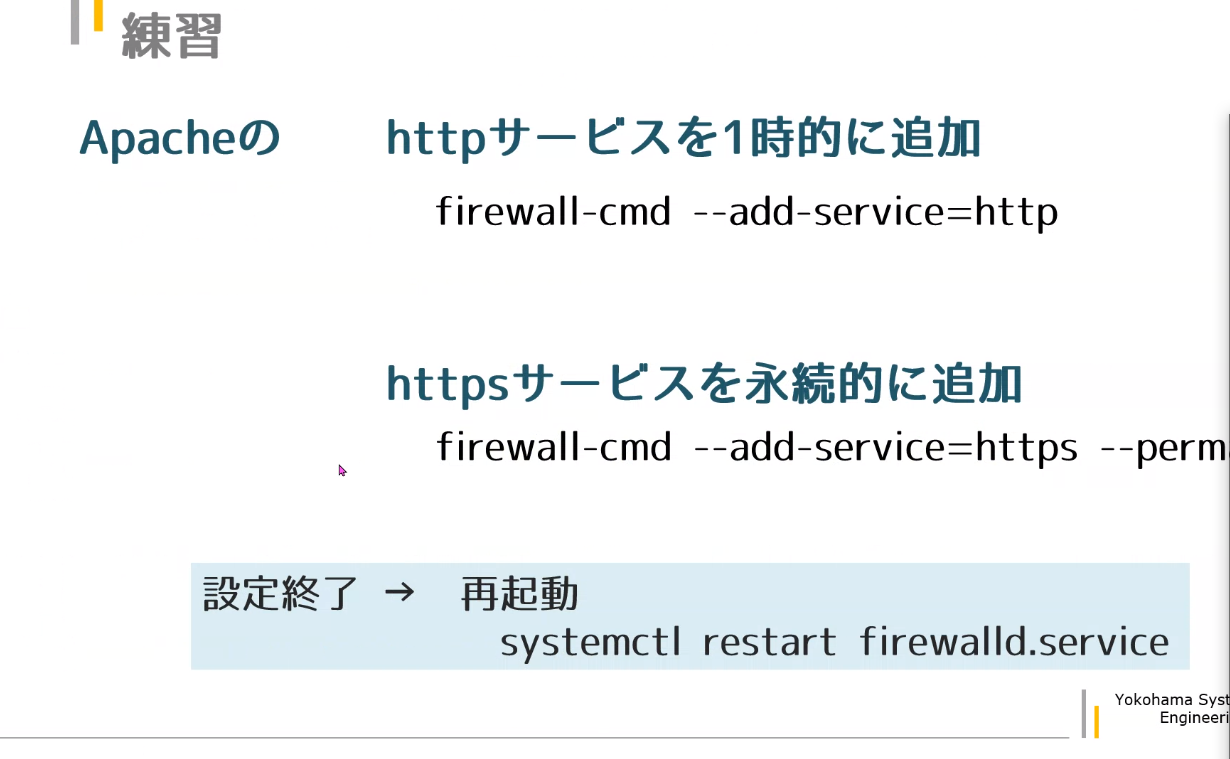 練習
Apacheの httpサービスを1時的に追加
firewall-cmd --add-service=http
httpsサービスを永続的に追加
firewall-cmd --add-service=https --perm
設定終了 → 再起動
systemctl restart firewalld.service
Yokohama Syst
Engineeri